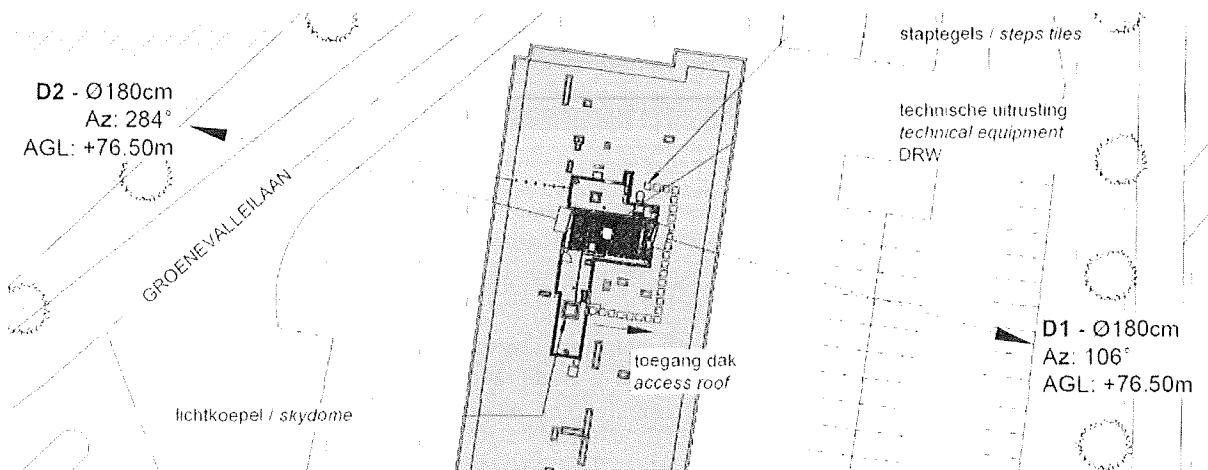 staptegels / steps tiles
D2 - Ø180cm
Az: 284°
AGL: +76.50m
technische uitrusting
technical equipment
DRW
GROENEVALLEILAAN
D1 - Ø180cm
Az: 106°
AGL: +76.50m
toegang dak
access roof
lichtkoepel / skydome